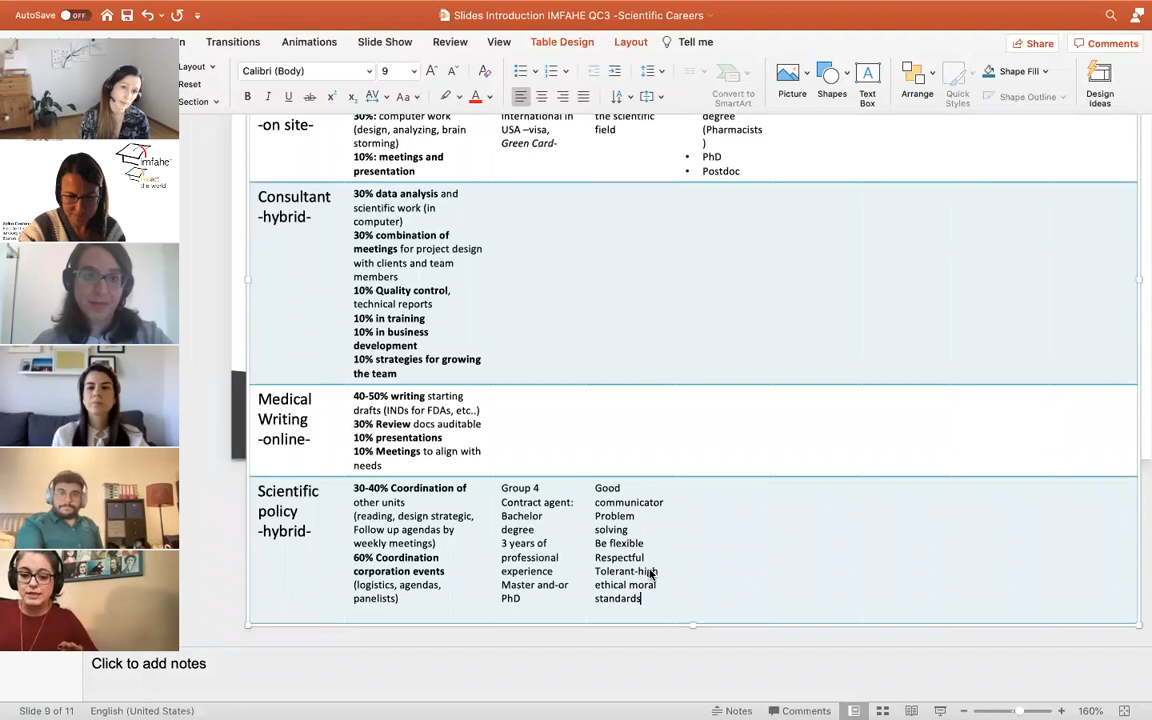 AutoSave OFF
Slides Introduction IMFAHE QC3 -Scientific Careers
Transitions Animations Slide Show Review View Table Design Layout Tell me
Share Comments
Layout
Reset
Section
Calibri (Body) 9
Convert to
SmartArt
Picture Shapes Text
Box
Arrange Quick
Styles
Shape Fill
Shape Outline
Design
Ideas
imfahe
the world
-on site-
30%: computer work
(design, analyzing, brain
storming)
10%: meetings and
presentation
international in
USA –visa,
Green Card-
the scientific
field
degree
(Pharmacists
)
• PhD
• Postdoc
Consultant
-hybrid-
30% data analysis and
scientific work (in
computer)
30% combination of
meetings for project design
with clients and team
members
10% Quality control,
technical reports
10% in training
10% in business
development
10% strategies for growing
the team
Medical
Writing
-online-
40-50% writing starting
drafts (INDs for FDAs, etc..)
30% Review docs auditable
10% presentations
10% Meetings to align with
needs
Scientific
policy
-hybrid-
30-40% Coordination of
other units
(reading, design strategic,
Follow up agendas by
weekly meetings)
60% Coordination
corporation events
(logistics, agendas,
panelists)
Group 4
Contract agent:
Bachelor
degree
3 years of
professional
experience
Master and-or
PhD
Good
communicator
Problem
solving
Be flexible
Respectful
Tolerant-high
ethical moral
standards
Click to add notes
Slide 9 of 11 English (United States) Notes Comments 160%